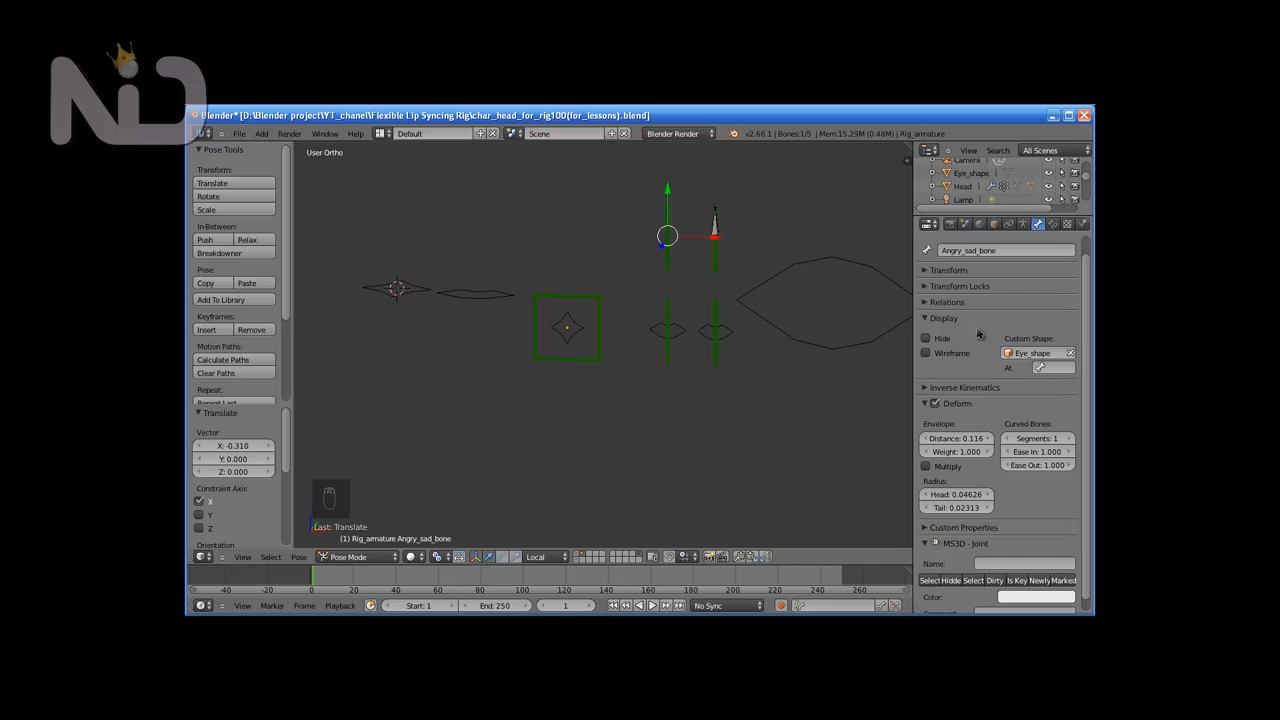 NiD
Blender* [D:\Blender project\YT_chanel\Flexible Lip Syncing Rig\char_head_for_rig100(for_lessons).blend]
File Add Render Window Help Default Scene Blender Render v2.66.1 | Bones:1/5 | Mem:15.29M (0.48M) | Rig_armature
Pose Tools
Transform:
Translate
Rotate
Scale
In-Between:
Push Relax
Breakdowner
Pose:
Copy Paste
Add To Library
Keyframes:
Insert Remove
Motion Paths:
Calculate Paths
Clear Paths
Repeat:
Repeat Last
Translate
Vector
X: -0.310
Y: 0.000
Z: 0.000
Constraint Axis
X
Y
Z
Orientation
User Ortho
Last: Translate
(1) Rig_armature Angry_sad_bone
View Select Pose Pose Mode Local
View Search All Scenes
Camera
Eye_shape
Head
Lamp
Angry_sad_bone
Transform
Transform Locks
Relations
Display
Hide Custom Shape:
Wireframe Eye_shape
At
Inverse Kinematics
Deform
Envelope: Curved Bones:
Distance: 0.116 Segments: 1
Weight: 1.000 Ease In: 1.000
Multiply Ease Out: 1.000
Radius:
Head: 0.04626
Tail: 0.02313
Custom Properties
MS3D - Joint
Name:
Select Hidde Select Dirty Is Key Newly Marked
Color:
-40 -20 0 20 40 60 80 100 120 140 160 180 200 220 240 260
View Marker Frame Playback Start: 1 End: 250 1 No Sync